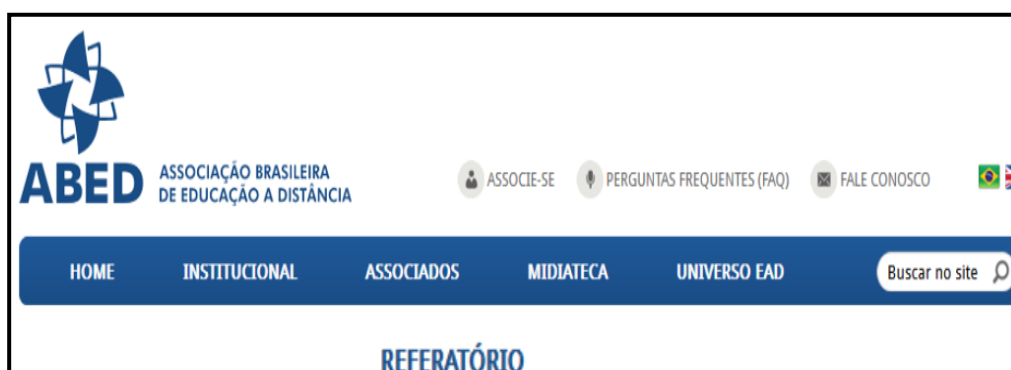 ABED
ASSOCIAÇÃO BRASILEIRA
DE EDUCAÇÃO A DISTÂNCIA
ASSOCIE-SE PERGUNTAS FREQUENTES (FAQ) FALE CONOSCO
HOME INSTITUCIONAL ASSOCIADOS MIDIATECA UNIVERSO EAD Buscar no site
REFERATÓRIO